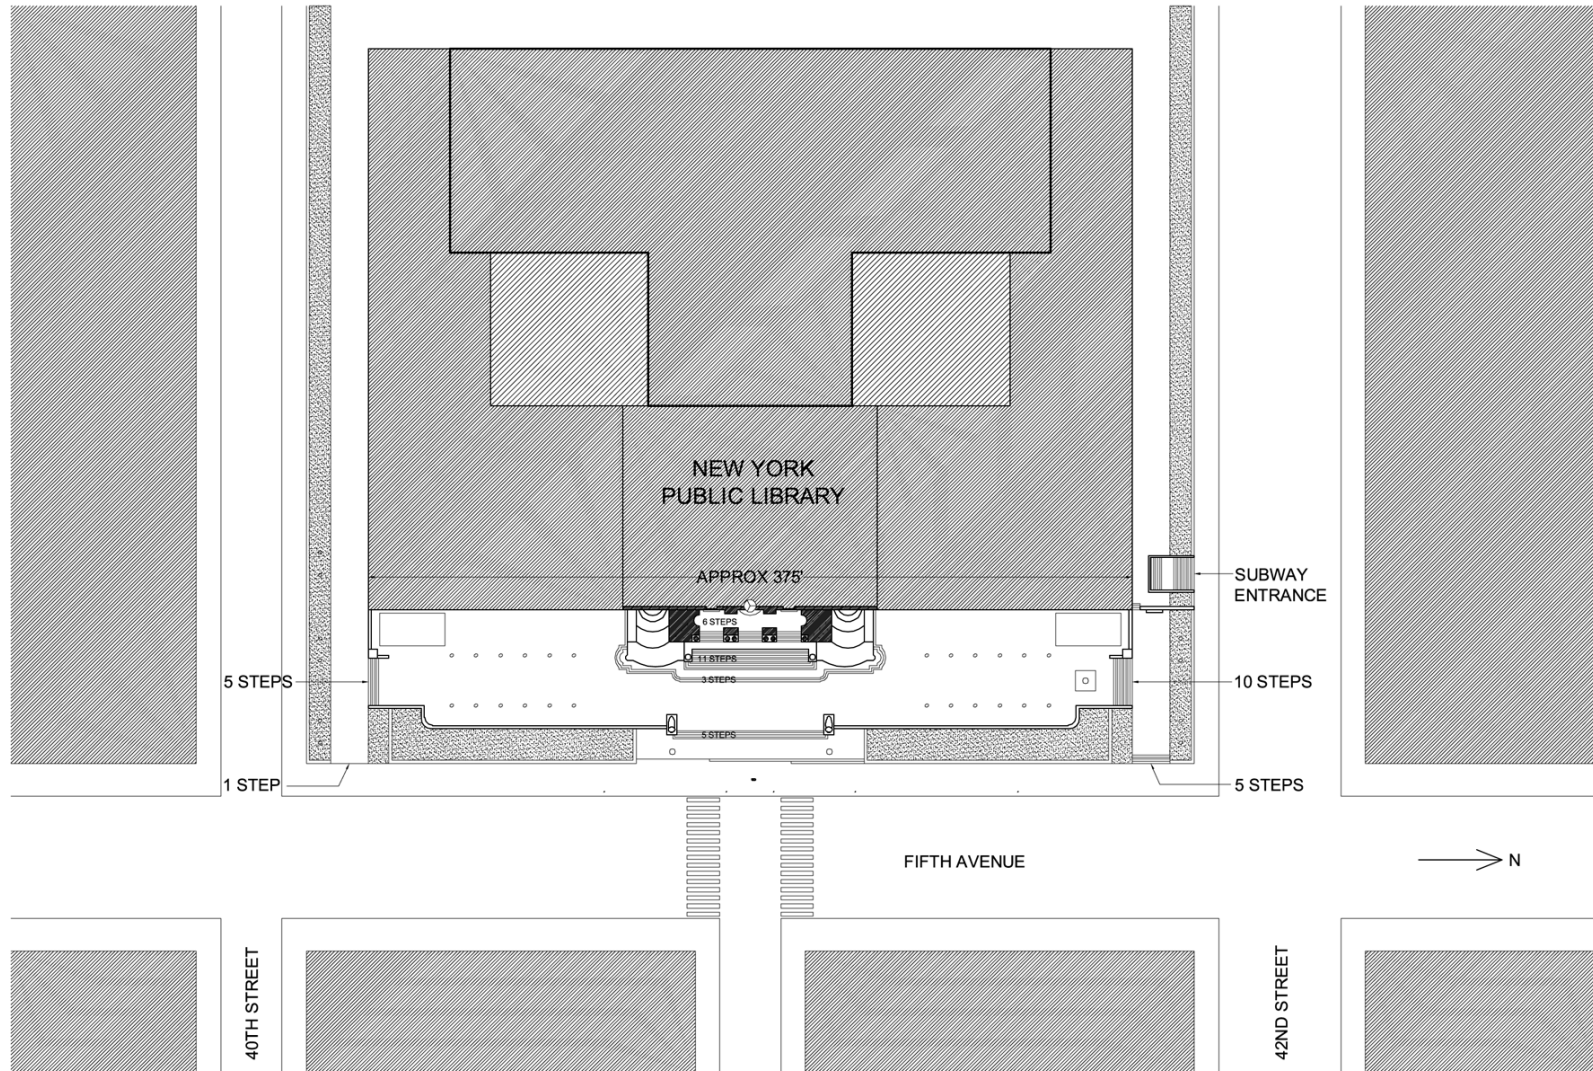 NEW YORK
PUBLIC LIBRARY
APPROX 375'
SUBWAY
ENTRANCE
6 STEPS
11 STEPS
3 STEPS
5 STEPS
10 STEPS
5 STEPS
1 STEP
5 STEPS
FIFTH AVENUE
N
40TH STREET
42ND STREET